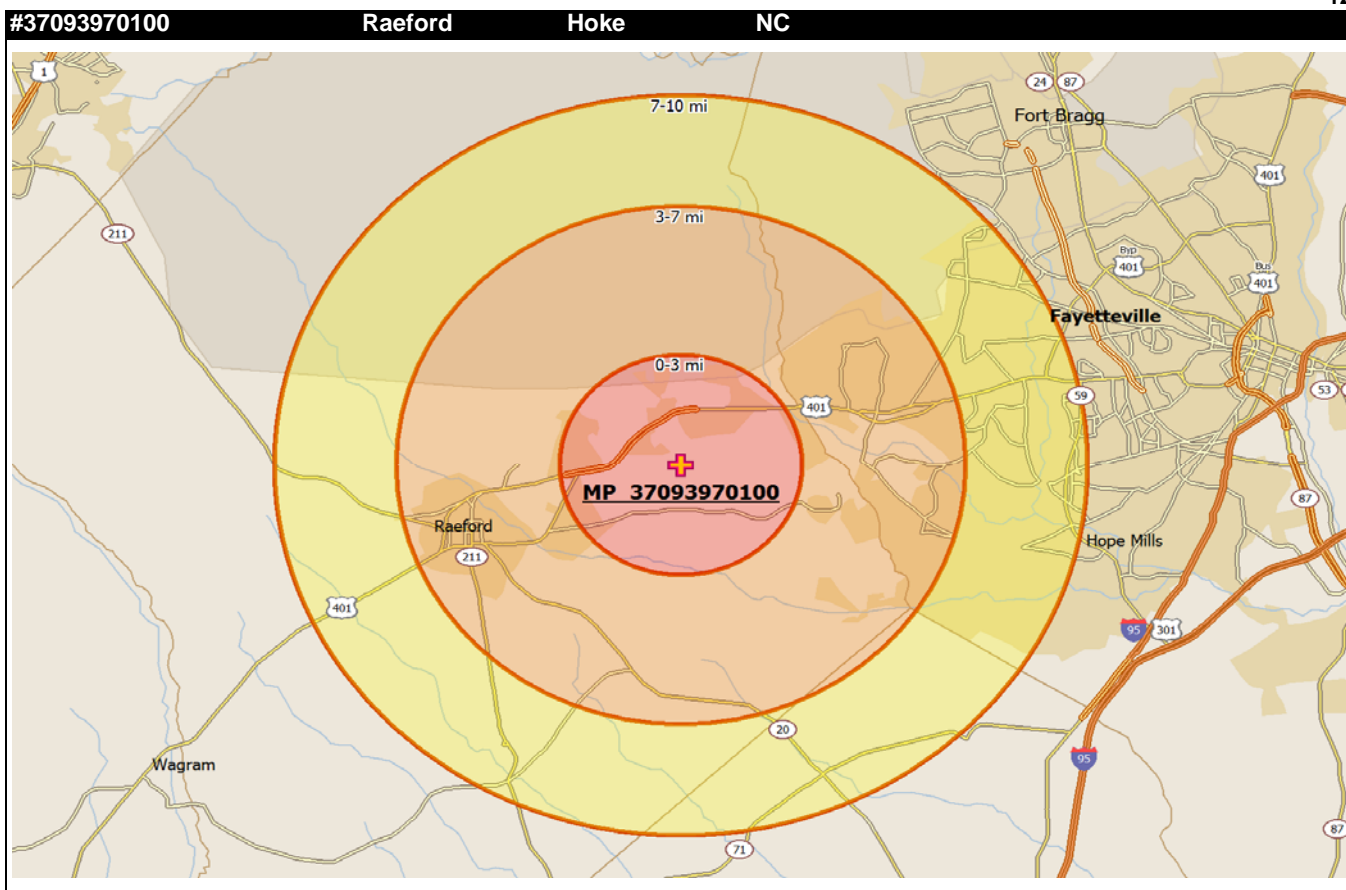 #37093970100 Raeford Hoke NC
1
7-10 mi
24 87
Fort Bragg
401
3-7 mi
211
Byp
401
Bus
401
Fayetteville
0-3 mi
53
59
401
MP 37093970100
87
Raeford
211
Hope Mills
401
95 301
20
95
Wagram
87
71